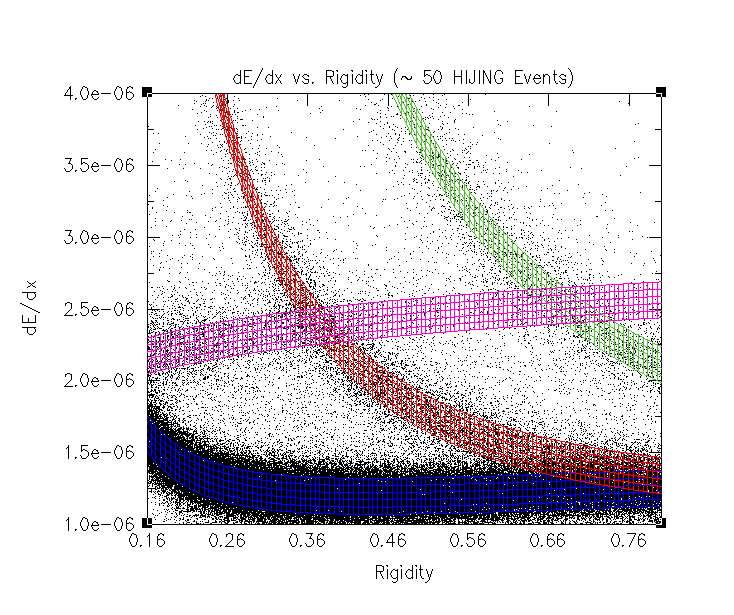 dE/dx vs. Rigidity (~ 50 HIJING Events)
4.0e-06
3.5e-06
3.0e-06
2.5e-06
2.0e-06
1.5e-06
1.0e-06
dE/dx
0.16 0.26 0.36 0.46 0.56 0.66 0.76
Rigidity